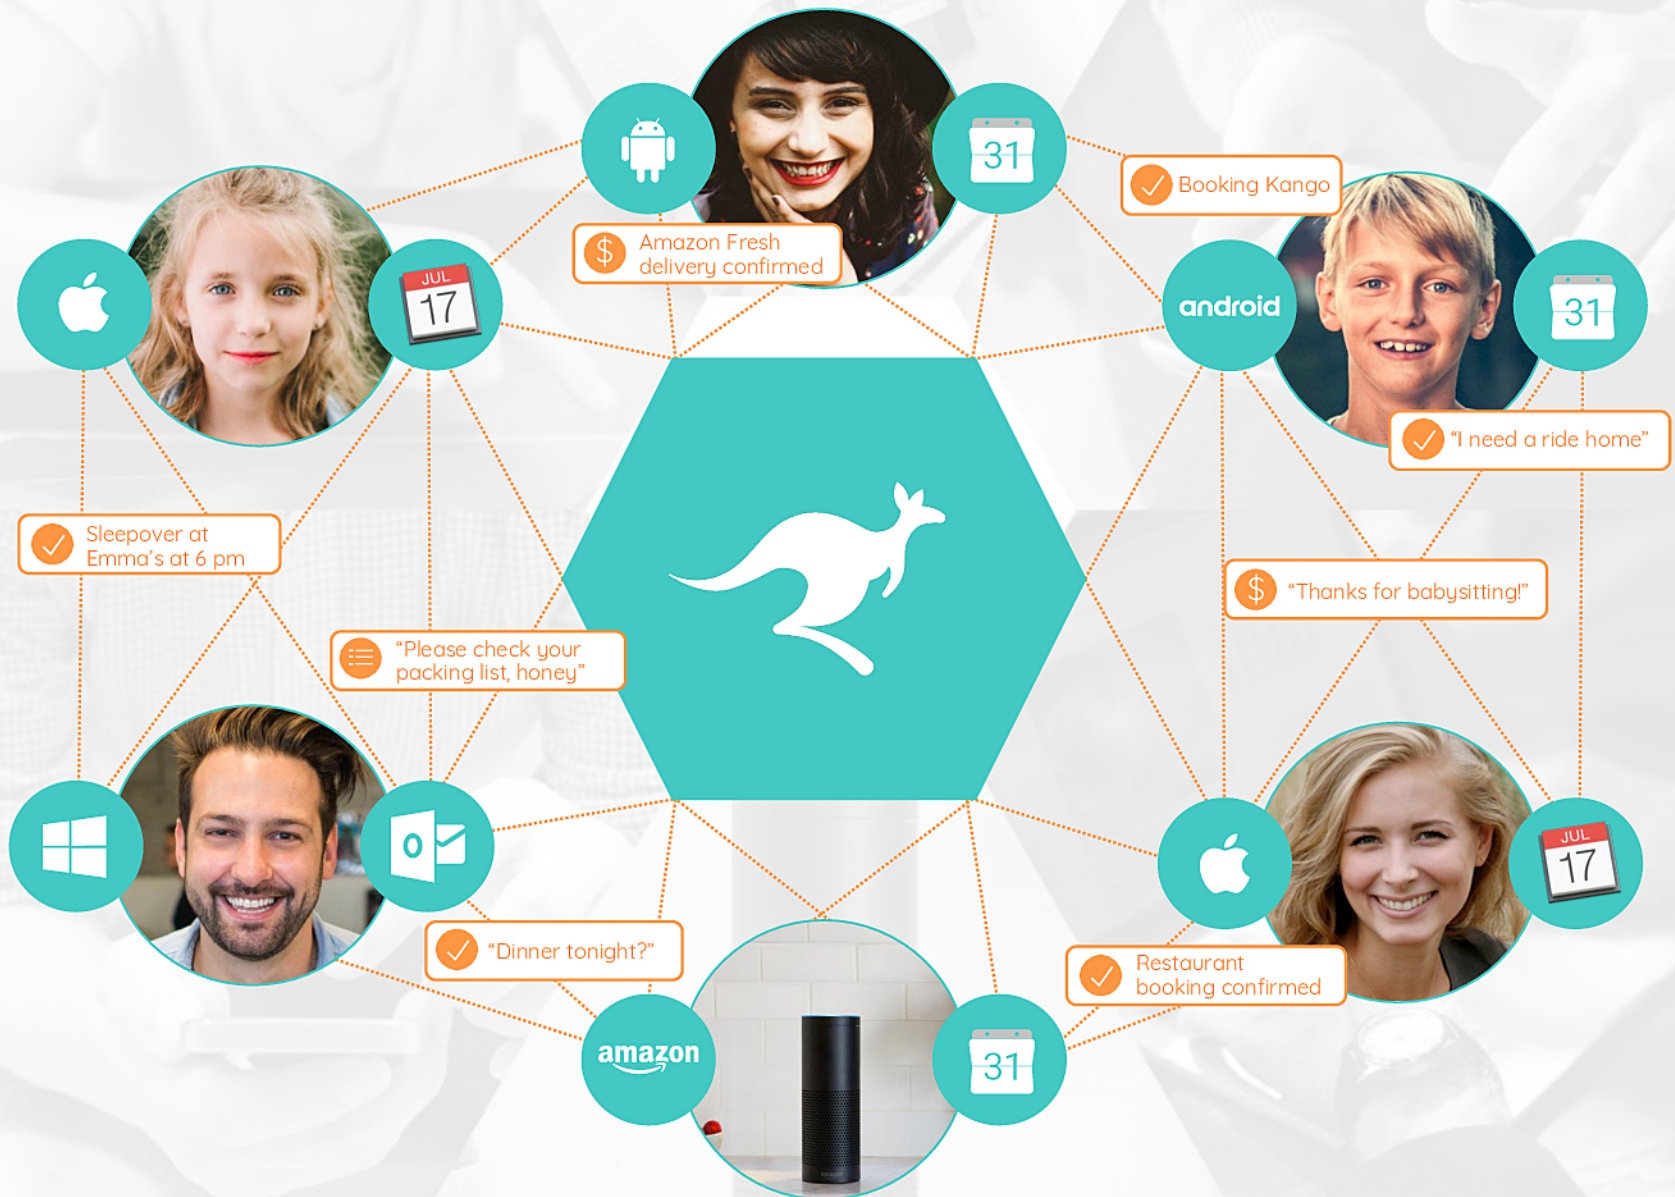 31
Booking Kango
Amazon Fresh
delivery confirmed
JUL
17
android
31
"I need a ride home"
Sleepover at
Emma's at 6 pm
"Thanks for babysitting!"
"Please check your
packing list, honey"
JUL
17
"Dinner tonight?"
Restaurant
booking confirmed
amazon
31